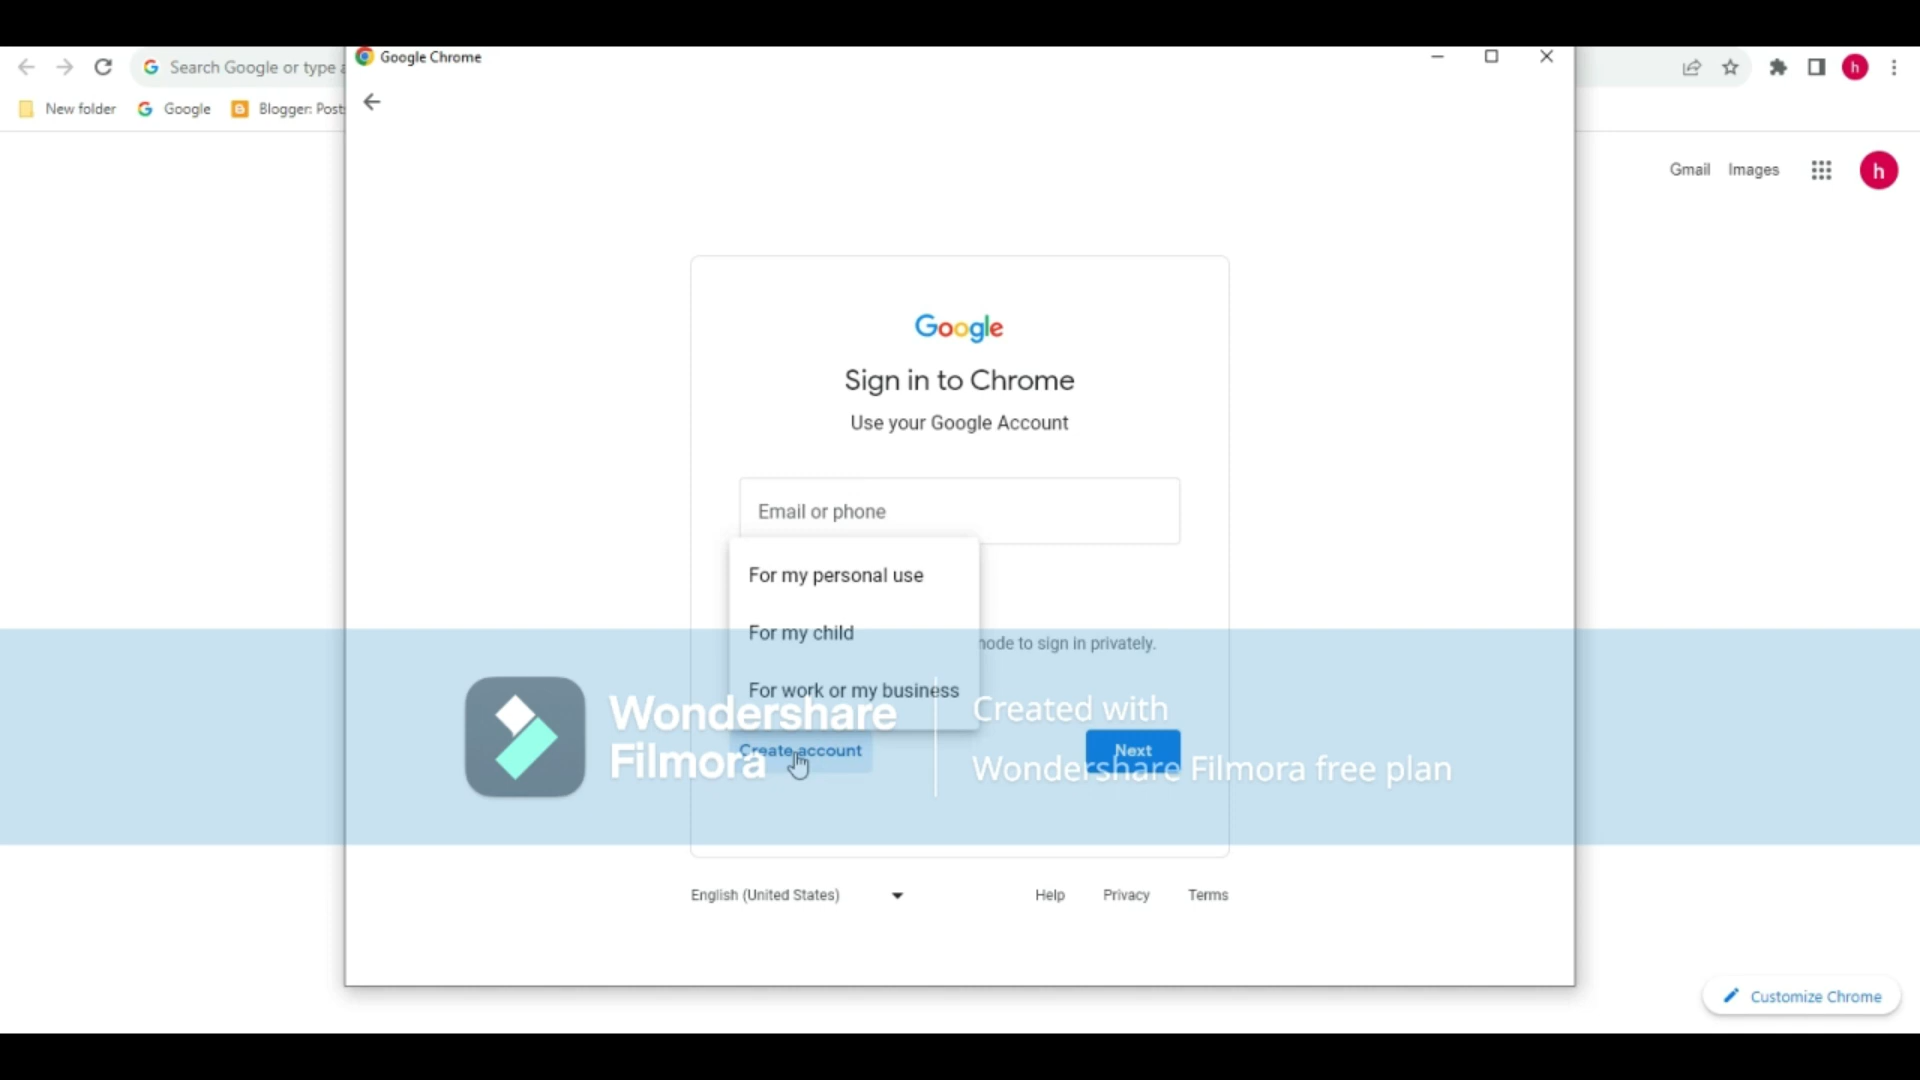 Google Chrome
Search Google or type a
h
New folder
Google
Blogger: Posts
Gmail
Images
h
Google
Sign in to Chrome
Use your Google Account
Email or phone
For my personal use
For my child
mode to sign in privately.
For work or my business
Create account
Next
Wondershare
Filmora
Created with
Wondershare Filmora free plan
English (United States)
Help
Privacy
Terms
Customize Chrome